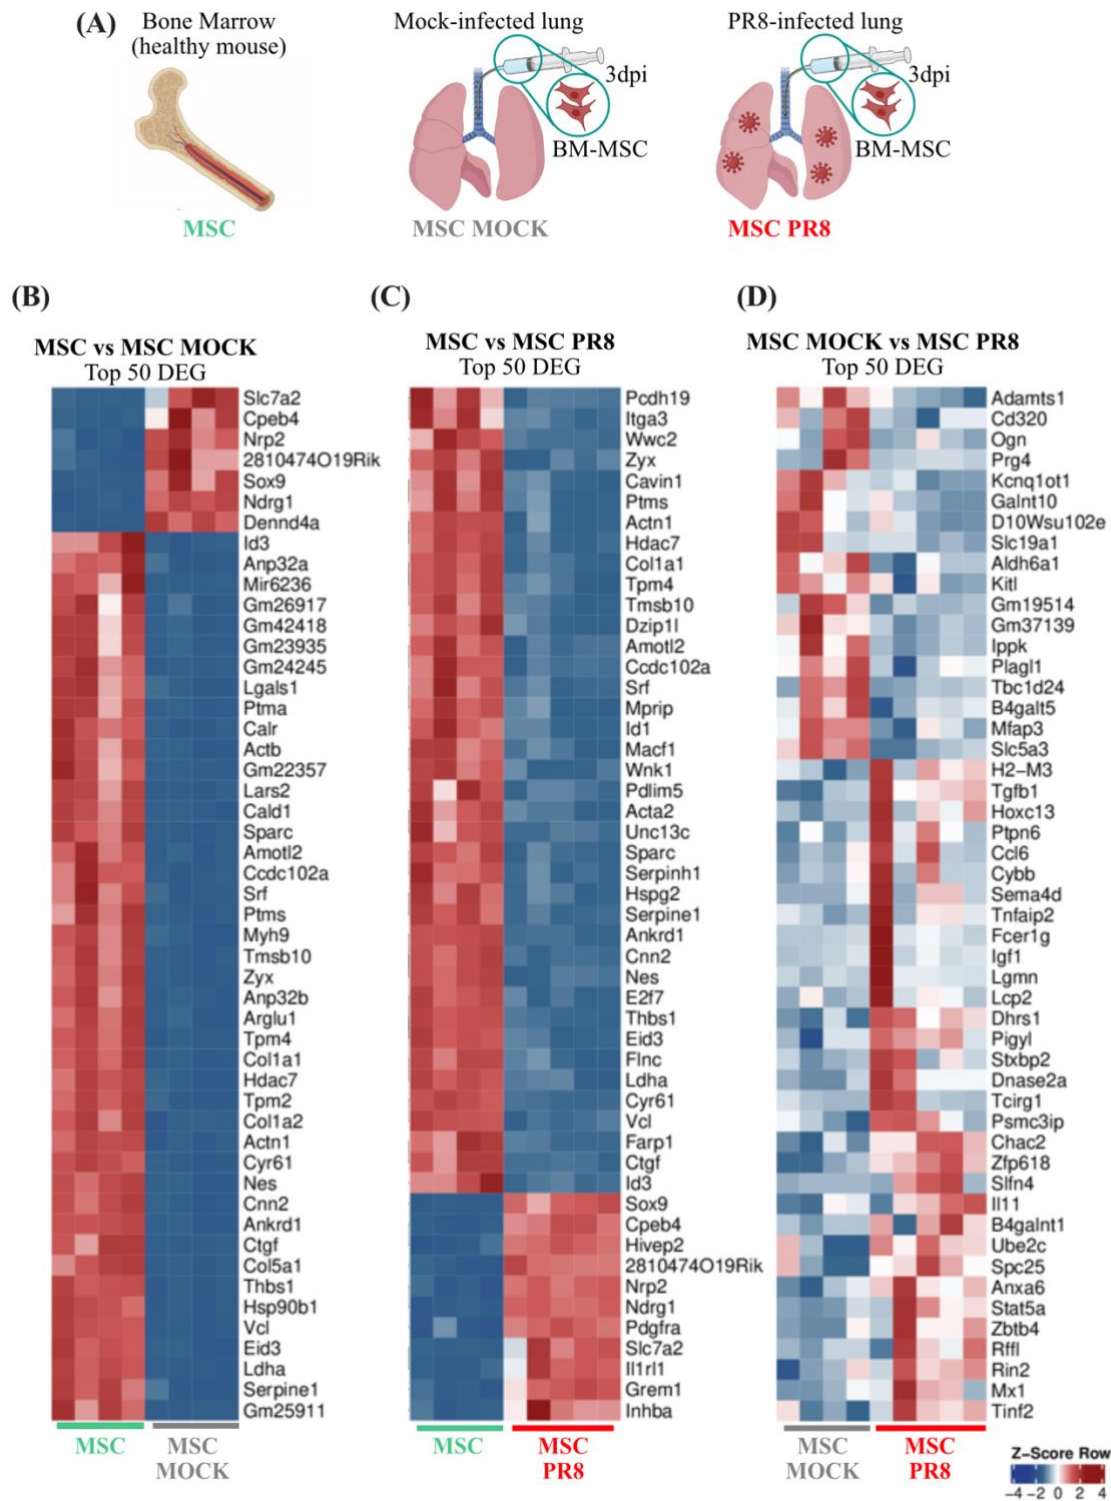 (A)
Bone Marrow
(healthy mouse)
MSC
Mock-infected lung
3dpi
BM-MSC
MSC MOCK
PR8-infected lung
3dpi
BM-MSC
MSC PR8
(B)
MSC vs MSC MOCK
Top 50 DEG
Slc7a2
Cpeb4
Nrp2
2810474O19Rik
Sox9
Ndrg1
Dennd4a
Id3
Anp32a
Mir6236
Gm26917
Gm42418
Gm23935
Gm24245
Lgals1
Ptma
Calr
Actb
Gm22357
Lars2
Cald1
Sparc
Amotl2
Ccdc102a
Srf
Ptms
Myh9
Tmsb10
Zyx
Anp32b
Arglu1
Tpm4
Col1a1
Hdac7
Tpm2
Col1a2
Actn1
Cyr61
Nes
Cnn2
Ankrd1
Ctgf
Col5a1
Thbs1
Hsp90b1
Vcl
Eid3
Ldha
Serpine1
Gm25911
MSC
MSC
MOCK
(C)
MSC vs MSC PR8
Top 50 DEG
Pcdh19
Itga3
Wwc2
Zyx
Cavin1
Ptms
Actn1
Hdac7
Col1a1
Tpm4
Tmsb10
Dzip1l
Amotl2
Ccdc102a
Srf
Mprip
Id1
Macf1
Wnk1
Pdlim5
Acta2
Unc13c
Sparc
Serpinh1
Hspg2
Serpine1
Ankrd1
Cnn2
Nes
E2f7
Thbs1
Eid3
Flnc
Ldha
Cyr61
Vcl
Farp1
Ctgf
Id3
Sox9
Cpeb4
Hivep2
2810474O19Rik
Nrp2
Ndrg1
Pdgfra
Slc7a2
Il1rl1
Grem1
Inhba
MSC
MSC
PR8
(D)
MSC MOCK vs MSC PR8
Top 50 DEG
Adamts1
Cd320
Ogn
Prg4
Kcnq1ot1
Galnt10
D10Wsu102e
Slc19a1
Aldh6a1
Kitl
Gm19514
Gm37139
Ippk
Plagl1
Tbc1d24
B4galt5
Mfap3
Slc5a3
H2-M3
Tgfb1
Hoxc13
Ptpn6
Ccl6
Cybb
Sema4d
Tnfaip2
Fcer1g
Igf1
Lgmn
Lcp2
Dhrs1
Pigyl
Stxbp2
Dnase2a
Tcirg1
Psmc3ip
Chac2
Zfp618
Slfn4
Il11
B4galnt1
Ube2c
Spc25
Anxa6
Stat5a
Zbtb4
Rffl
Rin2
Mx1
Tinf2
MSC
MOCK
MSC
PR8
Z-Score Row
-4 -2 0 2 4